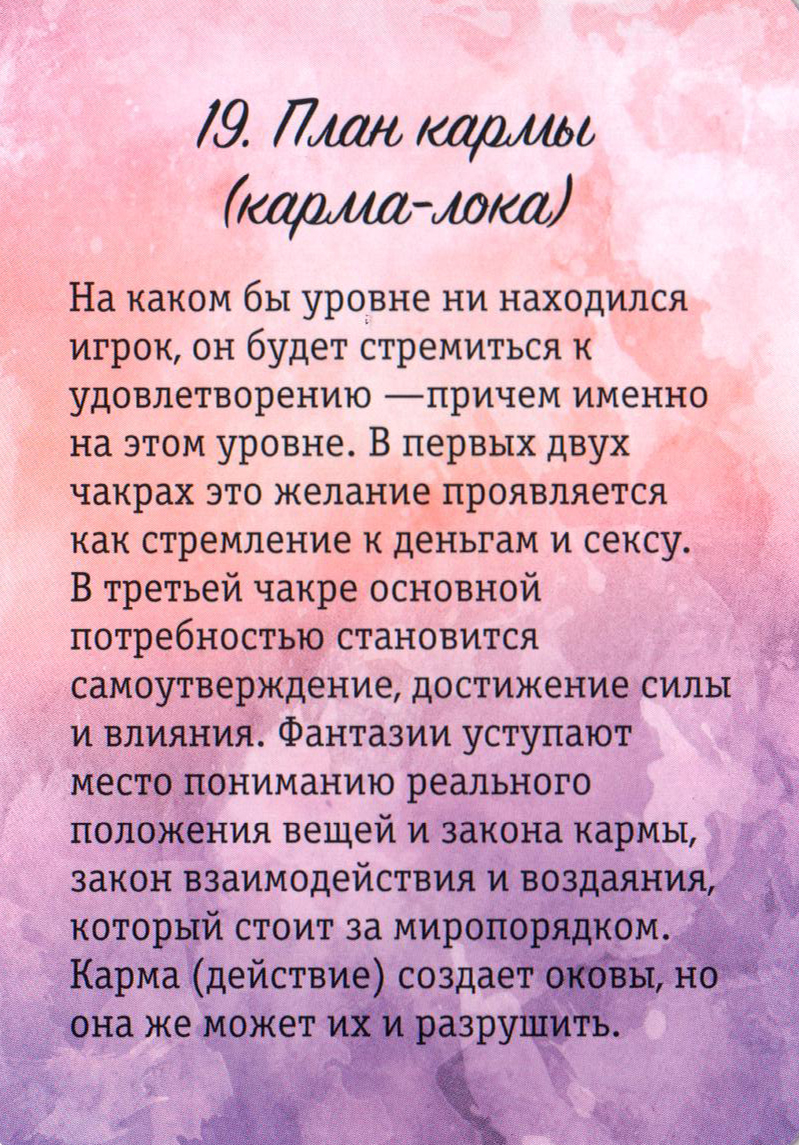 19. План кармы
(карма-лока)
На каком бы уровне ни находился
игрок, он будет стремиться к
удовлетворению —причем именно
на этом уровне. В первых двух
чакрах это желание проявляется
как стремление к деньгам и сексу.
В третьей чакре основной
потребностью становится
самоутверждение, достижение силы
и влияния. Фантазии уступают
место пониманию реального
положения вещей и закона кармы,
закон взаимодействия и воздаяния,
который стоит за миропорядком.
Карма (действие) создает оковы, но
она же может их и разрушить.